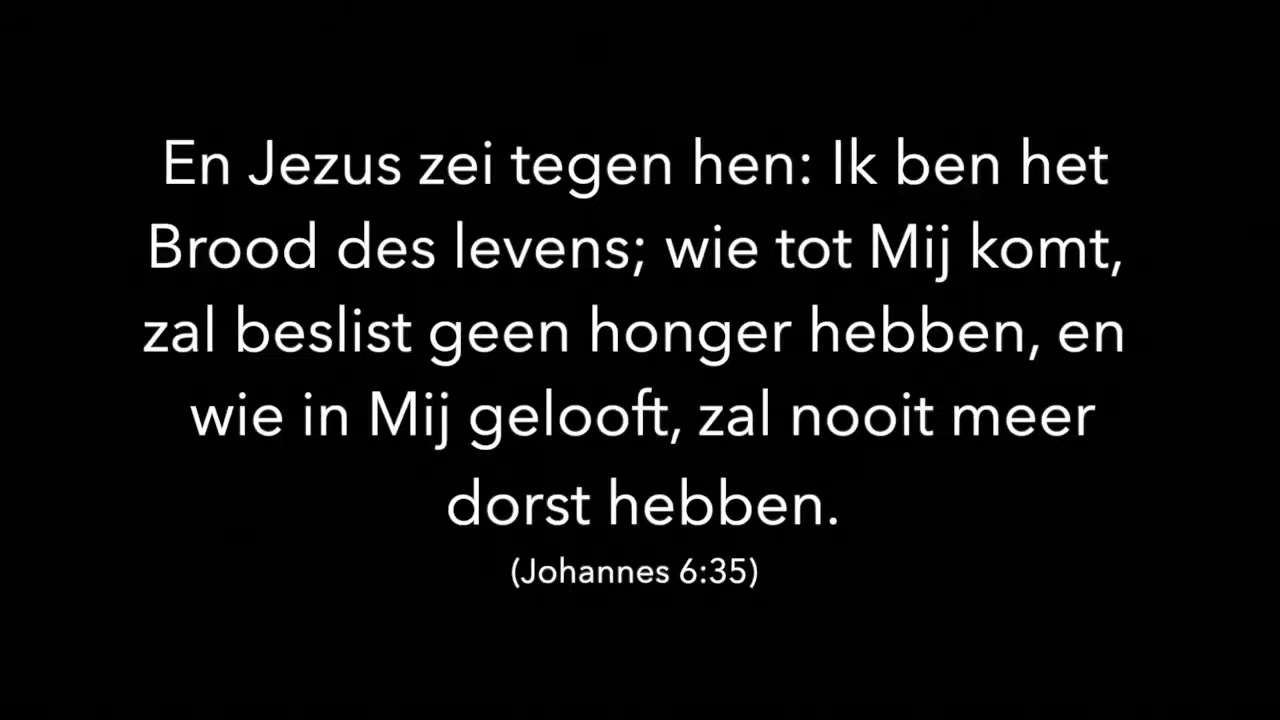 En Jezus zei tegen hen: Ik ben het
Brood des levens; wie tot Mij komt,
zal beslist geen honger hebben, en
wie in Mij gelooft, zal nooit meer
dorst hebben.
(Johannes 6:35)